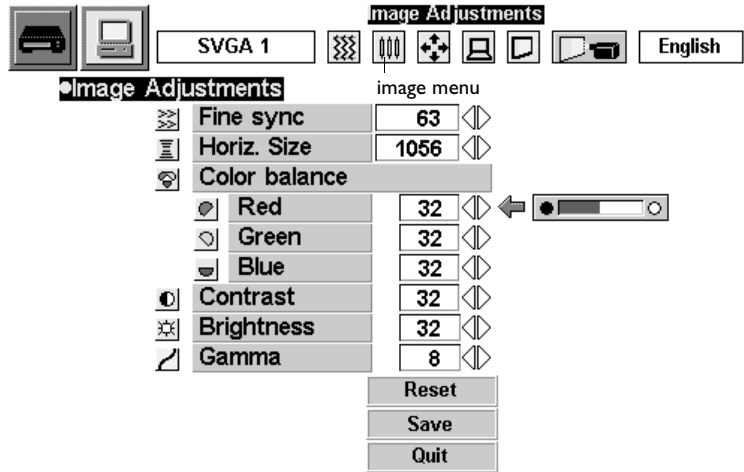 Image Adjustments
SVGA 1
English
image menu
Image Adjustments
Fine sync 63
Horiz. Size 1056
Color balance
Red 32
Green 32
Blue 32
Contrast 32
Brightness 32
Gamma 8
Reset
Save
Quit